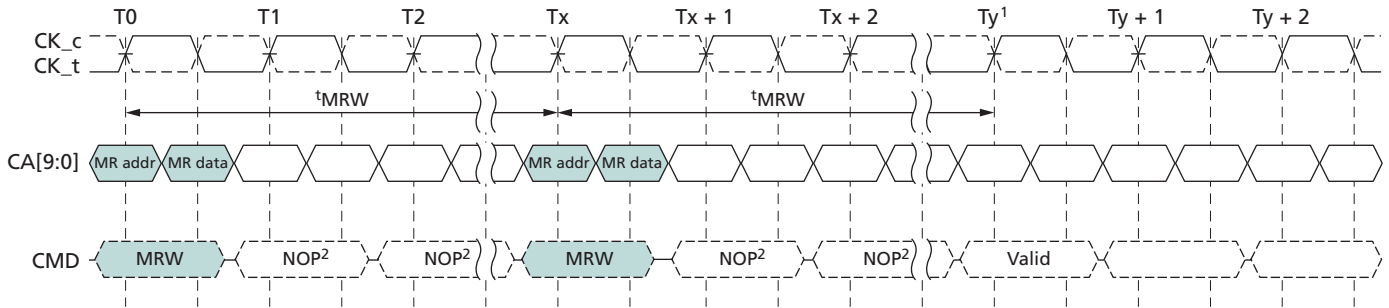 T0 T1 T2 Tx Tx + 1 Tx + 2 Ty¹ Ty + 1 Ty + 2
CK_c
CK_t
ᵗMRW ᵗMRW
CA[9:0] MR addr MR data MR addr MR data
CMD MRW NOP² NOP² MRW NOP² NOP² Valid